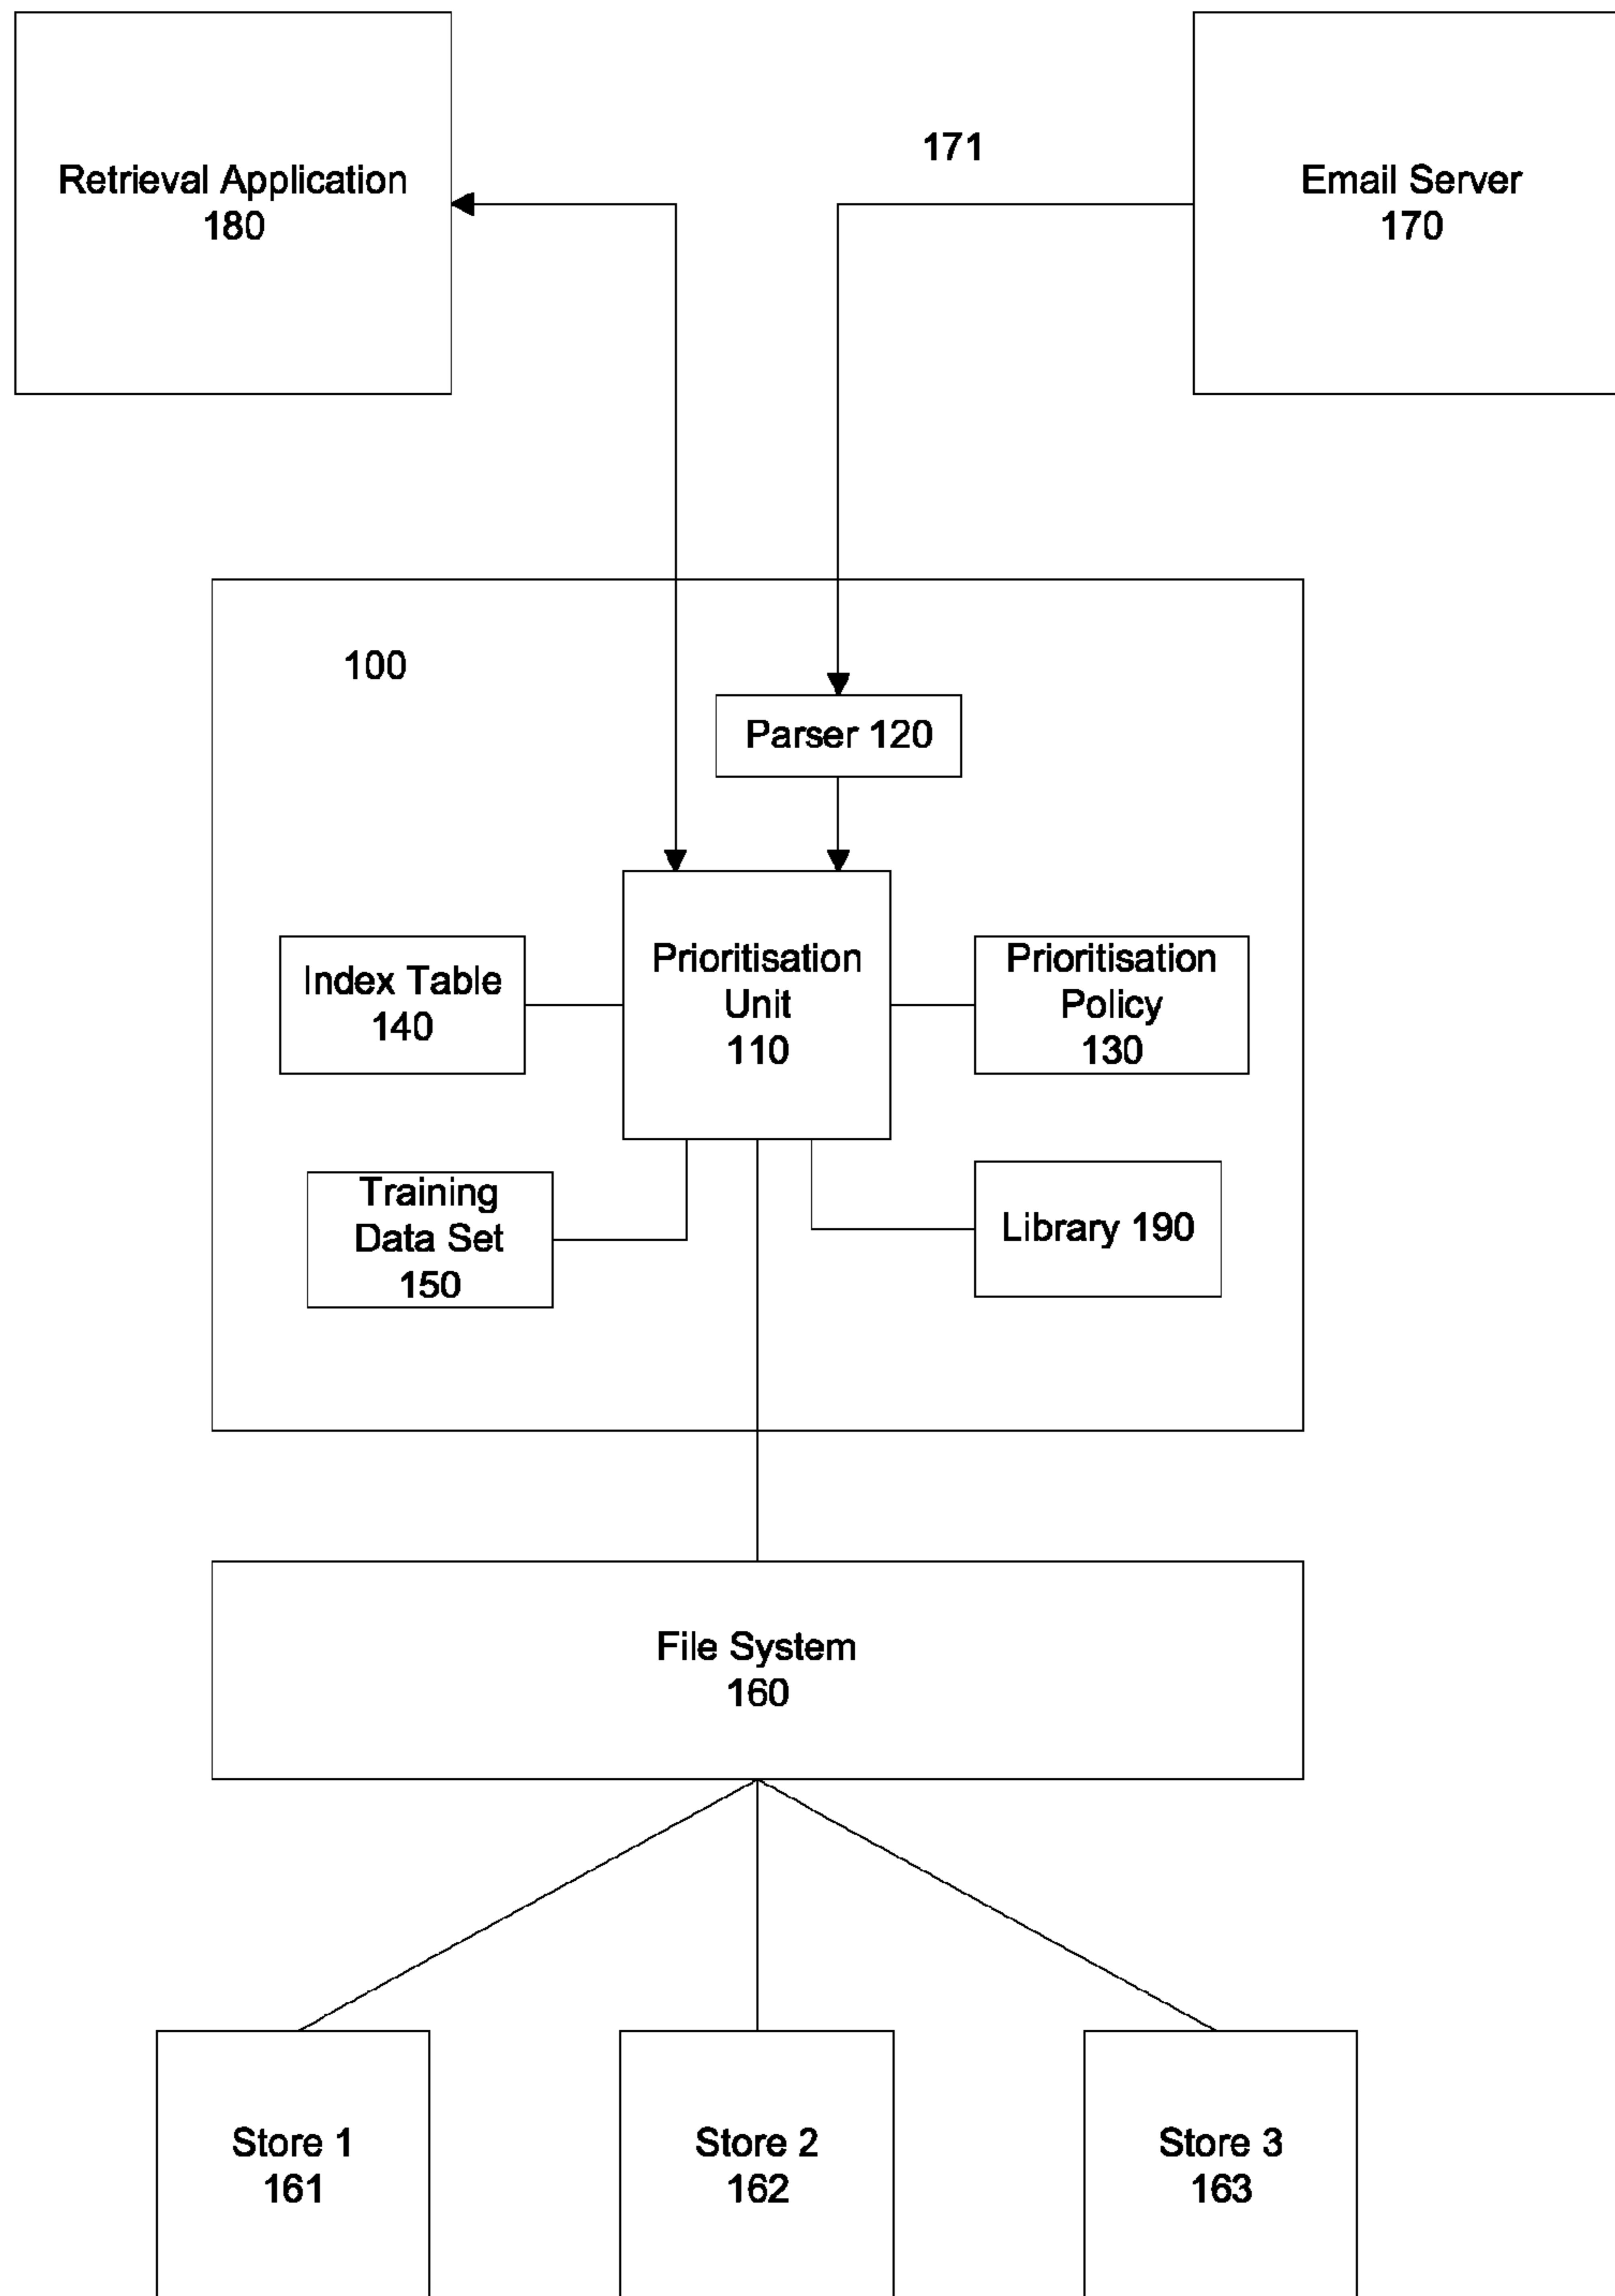 Retrieval Application
180
171
Email Server
170
100
Parser 120
Index Table
140
Prioritisation
Unit
110
Prioritisation
Policy
130
Training
Data Set
150
Library 190
File System
160
Store 1
161
Store 2
162
Store 3
163